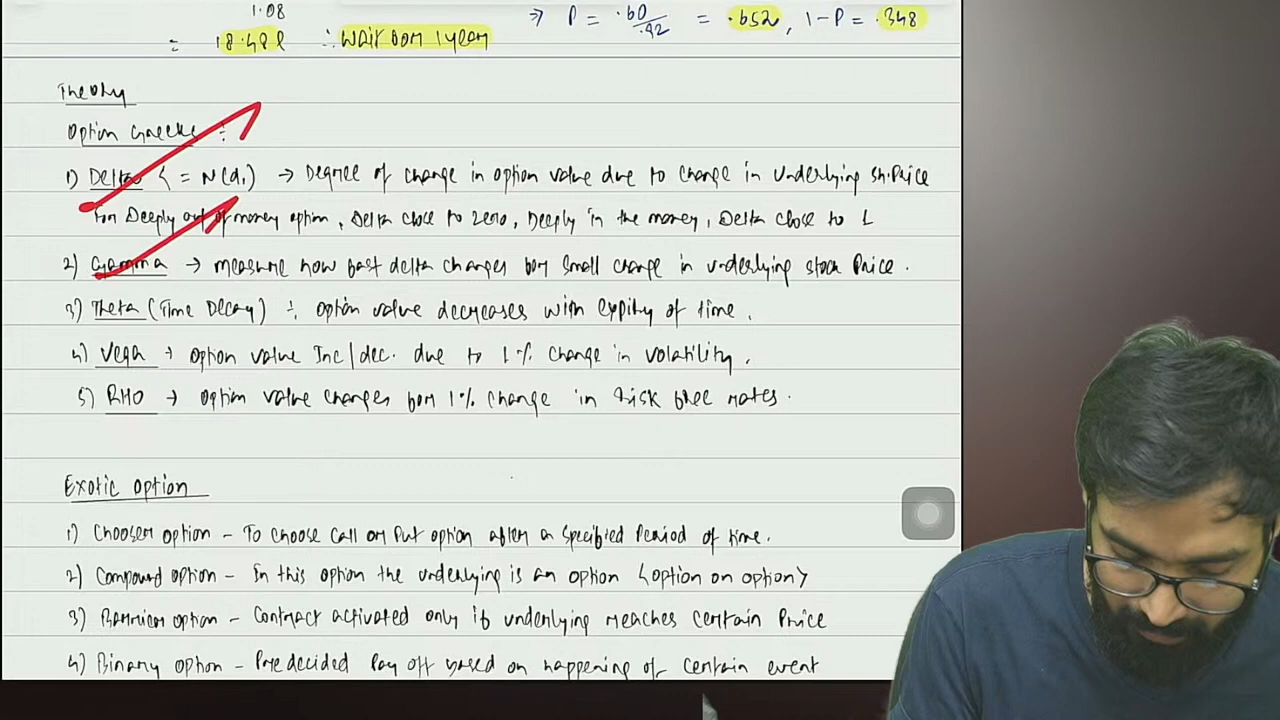 1.08
⇒ P = .60/.92 = .652, 1-P = .348
= 18.482 ∴ Wait for 1 year
Theory
Option Greeks :
1) Delta { = N(d1) → Degree of change in option value due to change in underlying sh. Price
For Deeply out of money option, Delta close to zero, Deeply in the money, Delta close to 1
2) Gamma → measure how fast delta changes for small change in underlying stock Price.
3) Theta (Time Decay) : option value decreases with expiry of time.
4) Vega → option value Inc/dec. due to 1% change in volatility.
5) RHO → option value changes for 1% change in risk free rates.
Exotic Option
1) Chooser option - To choose call or Put option after a specified Period of time.
2) Compound option - In this option the underlying is an option <option on option>
3) Barrier option - Contract activated only if underlying reaches certain Price
4) Binary option - Predecided Pay off based on happening of certain event